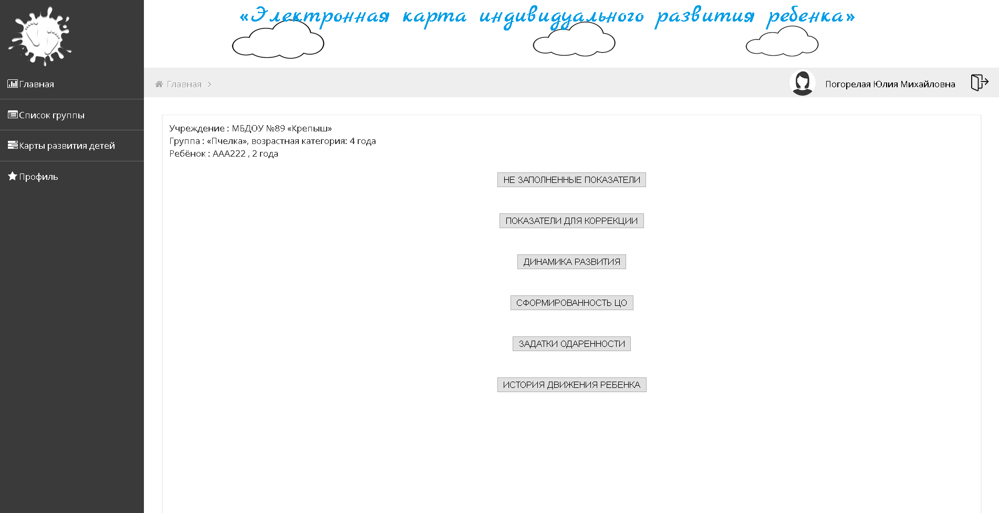 «Электронная карта индивидуального развития ребенка»
Главная
Список группы
Карты развития детей
Профиль
Главная
Погорелая Юлия Михайловна
Учреждение : МБДОУ №89 «Крепыш»
Группа : «Пчелка», возрастная категория: 4 года
Ребёнок : ААА222 , 2 года
НЕ ЗАПОЛНЕННЫЕ ПОКАЗАТЕЛИ
ПОКАЗАТЕЛИ ДЛЯ КОРРЕКЦИИ
ДИНАМИКА РАЗВИТИЯ
СФОРМИРОВАННОСТЬ ЦО
ЗАДАТКИ ОДАРЕННОСТИ
ИСТОРИЯ ДВИЖЕНИЯ РЕБЕНКА